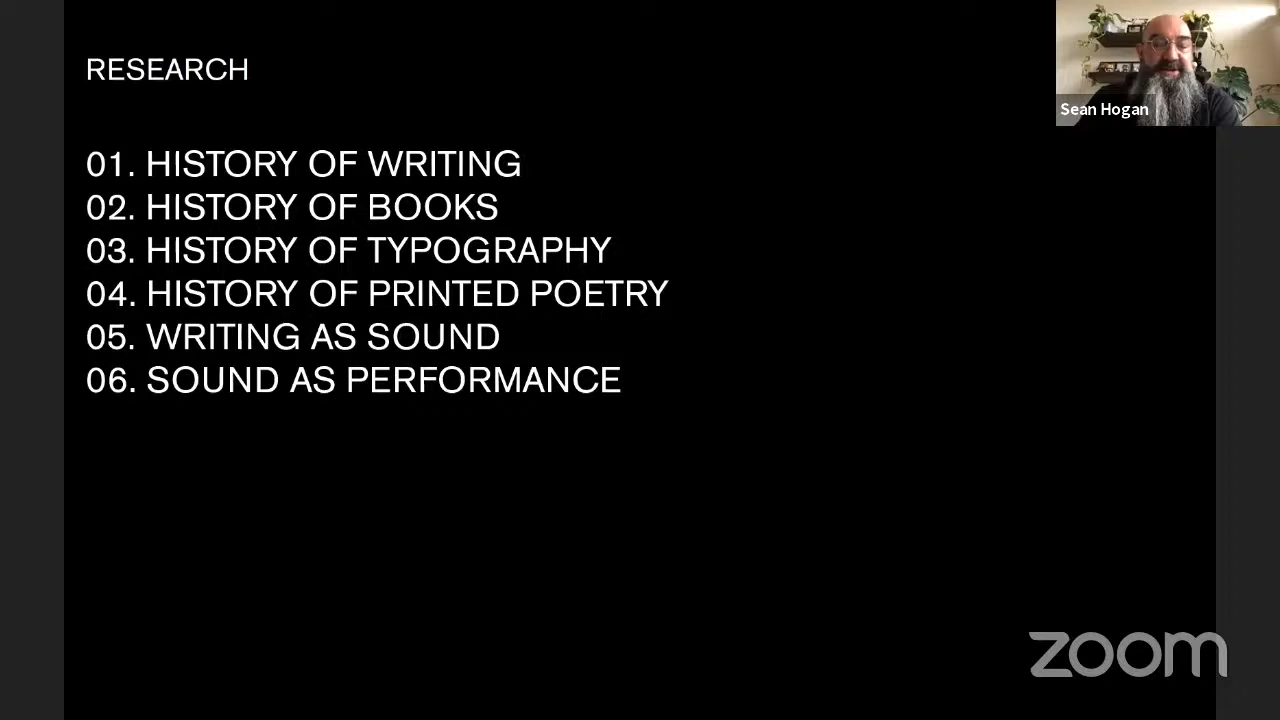 RESEARCH
01. HISTORY OF WRITING
02. HISTORY OF BOOKS
03. HISTORY OF TYPOGRAPHY
04. HISTORY OF PRINTED POETRY
05. WRITING AS SOUND
06. SOUND AS PERFORMANCE
Sean Hogan
zoom